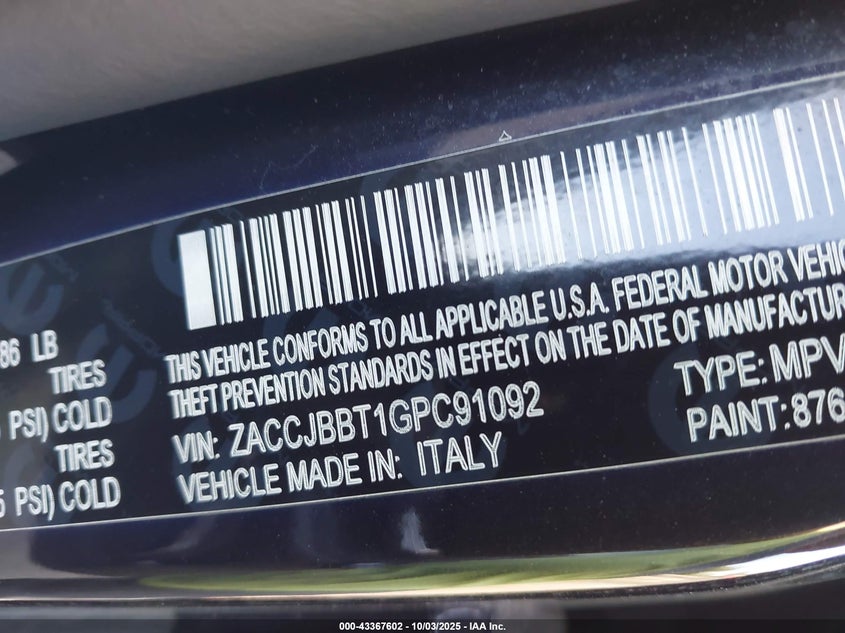 86 LB
TIRES
PSI) COLD
TIRES
5 PSI) COLD
THIS VEHICLE CONFORMS TO ALL APPLICABLE U.S.A. FEDERAL MOTOR VEHIC
THEFT PREVENTION STANDARDS IN EFFECT ON THE DATE OF MANUFACTUR
VIN: ZACCJBBT1GPC91092
TYPE: MPV
VEHICLE MADE IN: ITALY
PAINT: 876
000-43367602 - 10/03/2025 - IAA Inc.